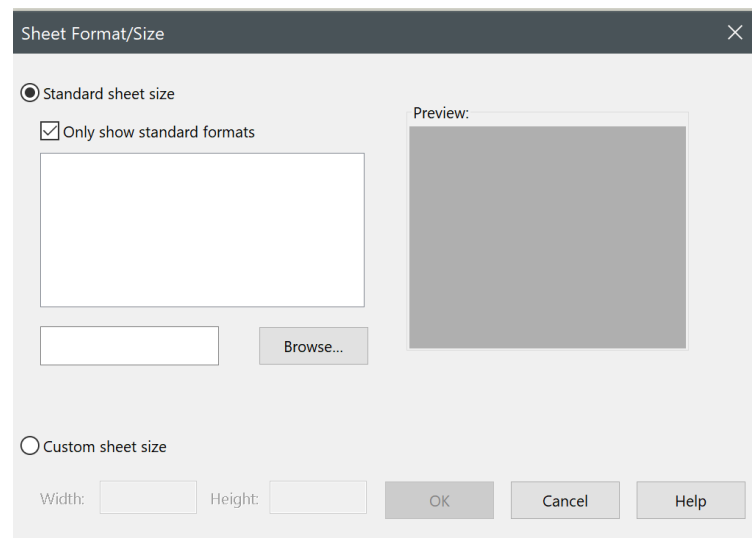 Sheet Format/Size
Standard sheet size
Only show standard formats
Preview:
Browse...
Custom sheet size
Width:
Height:
OK
Cancel
Help